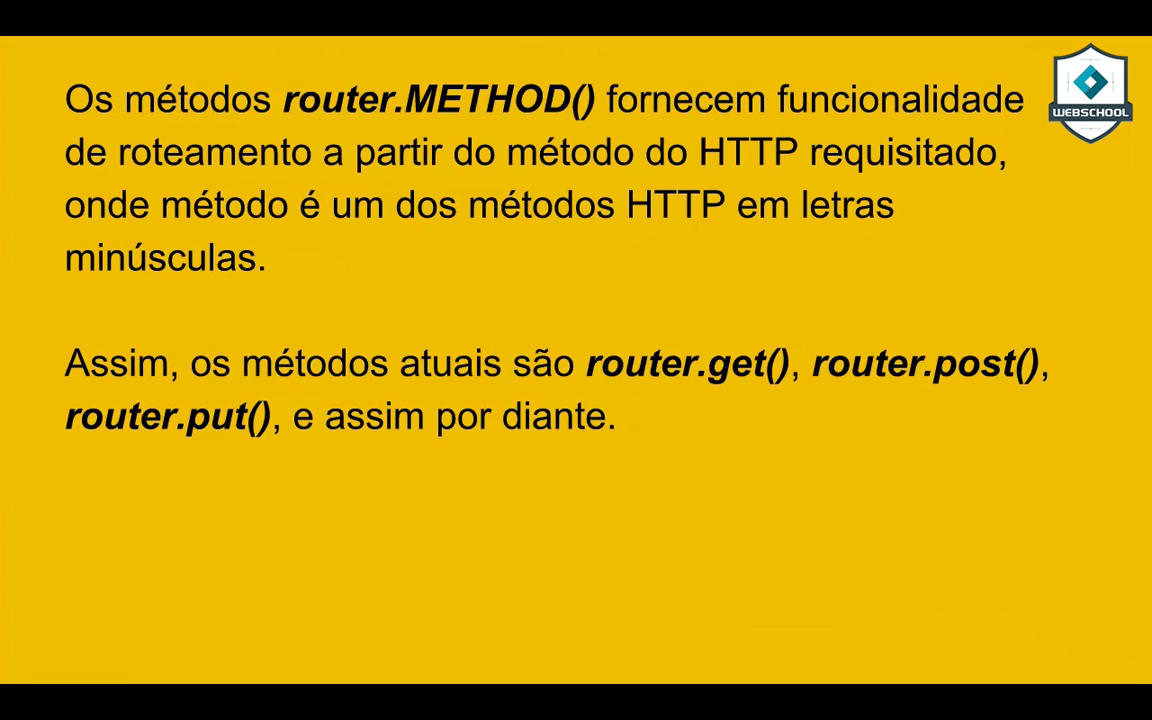 Os métodos router.METHOD() fornecem funcionalidade
de roteamento a partir do método do HTTP requisitado,
onde método é um dos métodos HTTP em letras
minúsculas.
Assim, os métodos atuais são router.get(), router.post(),
router.put(), e assim por diante.
WEBSCHOOL